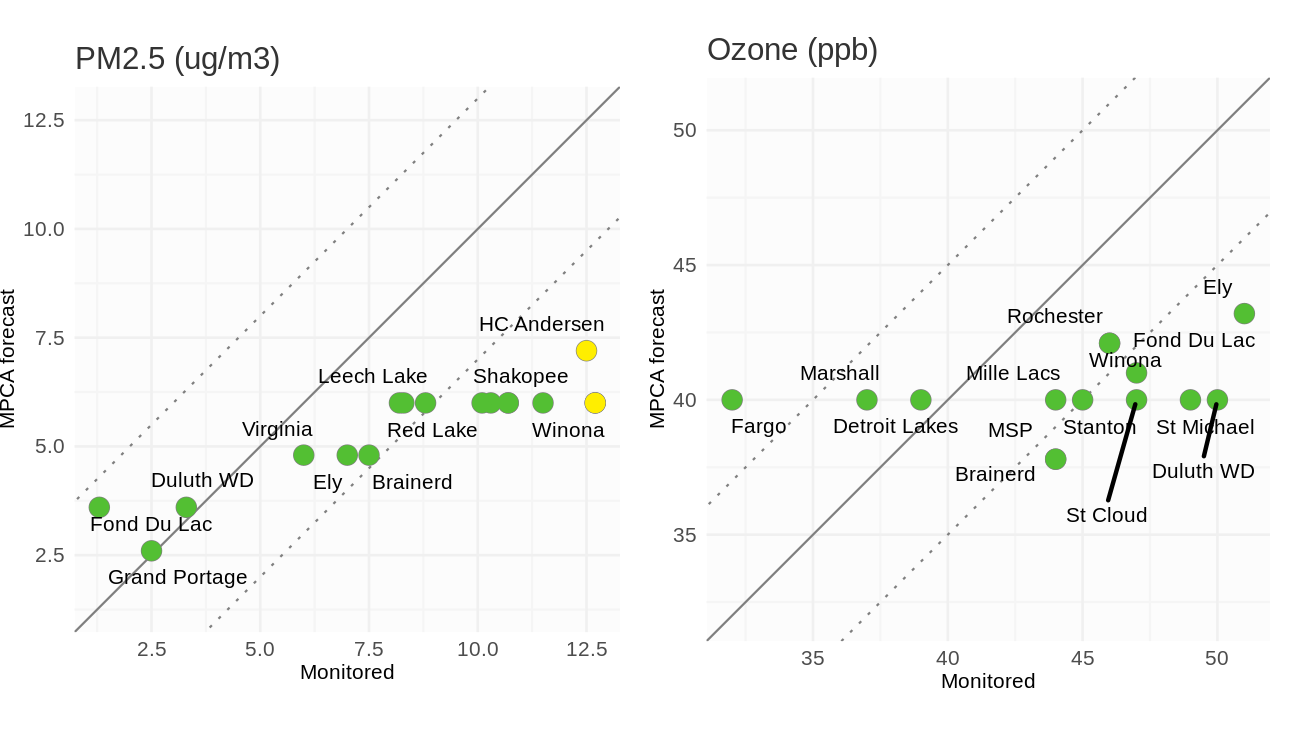 PM2.5 (ug/m3)
MPCA forecast
12.5
10.0
7.5
5.0
2.5
HC Andersen
Leech Lake
Shakopee
Virginia
Red Lake
Winona
Duluth WD
Ely
Brainerd
Fond Du Lac
Grand Portage
2.5
5.0
7.5
10.0
12.5
Monitored
Ozone (ppb)
MPCA forecast
50
45
40
35
Ely
Rochester
Fond Du Lac
Winona
Marshall
Mille Lacs
Fargo
Detroit Lakes
MSP
Stanton
St Michael
Brainerd
Duluth WD
St Cloud
35
40
45
50
Monitored